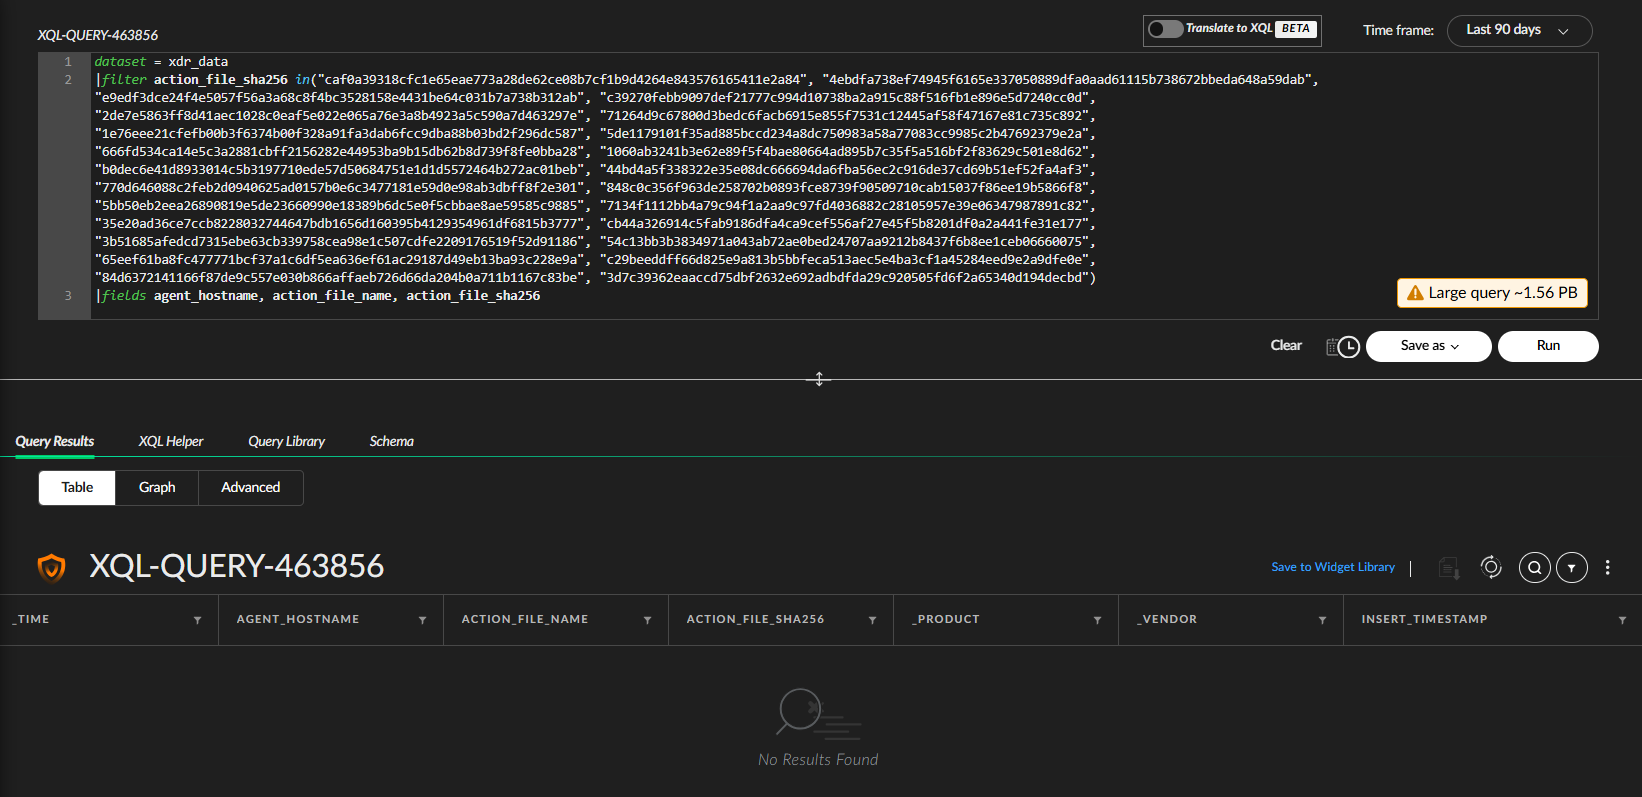 XQL-QUERY-463856
Translate to XQL BETA
Time frame: Last 90 days
1 dataset = xdr_data
2 |filter action_file_sha256 in("caf0a39318cfc1e65eae773a28de62ce08b7cf1b9d4264e843576165411e2a84", "4ebdfa738ef74945f6165e337050889dfa0aad61115b738672bbeda648a59dab",
"e9edf3dce24f4e5057f56a3a68c8f4bc3528158e4431be64c031b7a738b312ab", "c39270febb9097def21777c994d10738ba2a915c88f516fb1e896e5d7240cc0d",
"2de7e5863ff8d41aec1028c0eaf5e022e065a76e3a8b4923a5c590a7d463297e", "71264d9c67800d3bedc6facb6915e855f7531c12445af58f47167e81c735c892",
"1e76eee21cfefb00b3f6374b00f328a91fa3dab6fcc9dba88b03bd2f296dc587", "5de1179101f35ad885bccd234a8dc750983a58a77083cc9985c2b47692379e2a",
"666fd534ca14e5c3a2881cbff2156282e44953ba9b15db62b8d739f8fe0bba28", "1060ab3241b3e62e89f5f4bae80664ad895b7c35f5a516bf2f83629c501e8d62",
"b0dec6e41d8933014c5b3197710ede57d50684751e1d1d5572464b272ac01beb", "44bd4a5f338322e35e08dc666694da6fba56ec2c916de37cd69b51ef52fa4af3",
"770d646088c2feb2d0940625ad0157b0e6c3477181e59d0e98ab3dbff8f2e301", "848c0c356f963de258702b0893fce8739f90509710cab15037f86ee19b5866f8",
"5bb50eb2eea26890819e5de23660990e18389b6dc5e0f5cbbae8ae59585c9885", "7134f1112bb4a79c94f1a2aa9c97fd4036882c28105957e39e06347987891c82",
"35e20ad36ce7ccb8228032744647bdb1656d160395b4129354961df6815b3777", "cb44a326914c5fab9186dfa4ca9cef556af27e45f5b8201df0a2a441fe31e177",
"3b51685afedcd7315ebe63cb339758cea98e1c507cdfe2209176519f52d91186", "54c13bb3b3834971a043ab72ae0bed24707aa9212b8437f6b8ee1ceb06660075",
"65eef61ba8fc477771bcf37a1c6df5ea636ef61ac29187d49eb13ba93c228e9a", "c29beeddff66d825e9a813b5bbfeca513aec5e4ba3cf1a45284eed9e2a9dfe0e",
"84d6372141166f87de9c557e030b866affaeb726d66da204b0a711b1167c83be", "3d7c39362eaaccd75dbf2632e692adbdfda29c920505fd6f2a65340d194decbd")
3 |fields agent_hostname, action_file_name, action_file_sha256
Large query ~1.56 PB
Clear Save as Run
Query Results XQL Helper Query Library Schema
Table Graph Advanced
XQL-QUERY-463856
Save to Widget Library
_TIME AGENT_HOSTNAME ACTION_FILE_NAME ACTION_FILE_SHA256 _PRODUCT _VENDOR INSERT_TIMESTAMP
No Results Found